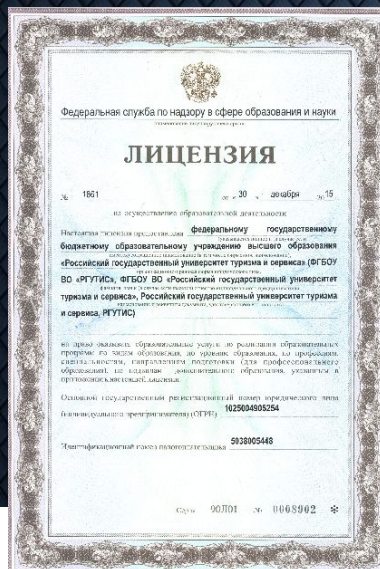 Федеральная служба по надзору в сфере образования и науки
ЛИЦЕНЗИЯ
№ 1861 от « 30 » декабря 20 15
на осуществление образовательной деятельности
Настоящая лицензия предоставлена федеральному государственному
бюджетному образовательному учреждению высшего образования
«Российский государственный университет туризма и сервиса» (ФГБОУ
ВО «РГУТИС», ФГБОУ ВО «Российский государственный университет
туризма и сервиса», Российский государственный университет туризма
и сервиса, РГУТИС)
на право оказывать образовательные услуги по реализации образовательных
программ по видам образования, по уровням образования, по профессиям,
специальностям, направлениям подготовки (для профессионального
образования), по подвидам дополнительного образования, указанным в
приложении к настоящей лицензии
Основной государственный регистрационный номер юридического лица
(индивидуального предпринимателя) (ОГРН) 1025004905254
Идентификационный номер налогоплательщика 5038005448
Серия 90Л01 № 0008902 *